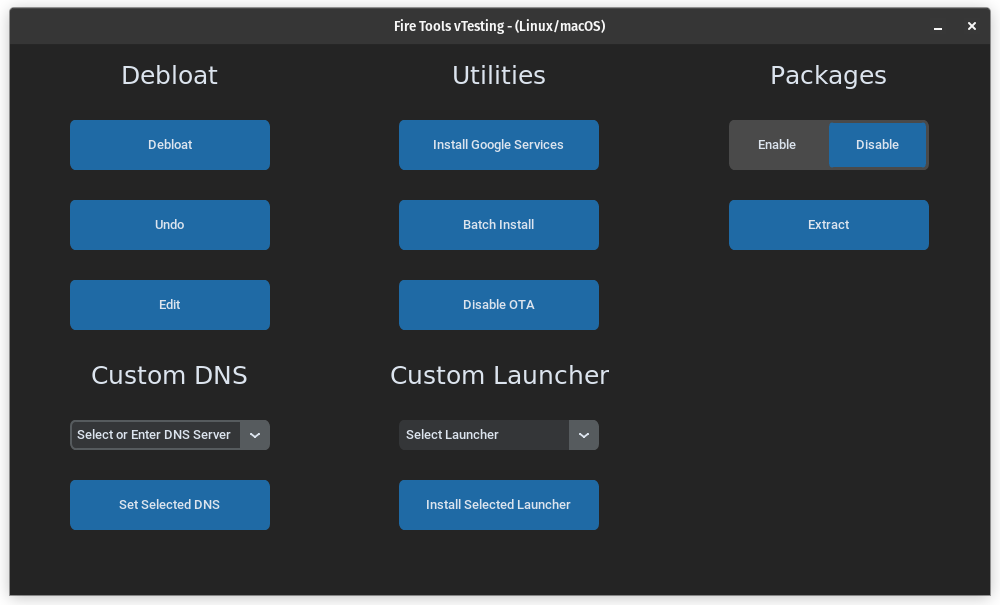 Fire Tools vTesting - (Linux/macOS)
Debloat
Debloat
Undo
Edit
Custom DNS
Select or Enter DNS Server
Set Selected DNS
Utilities
Install Google Services
Batch Install
Disable OTA
Custom Launcher
Select Launcher
Install Selected Launcher
Packages
Enable
Disable
Extract